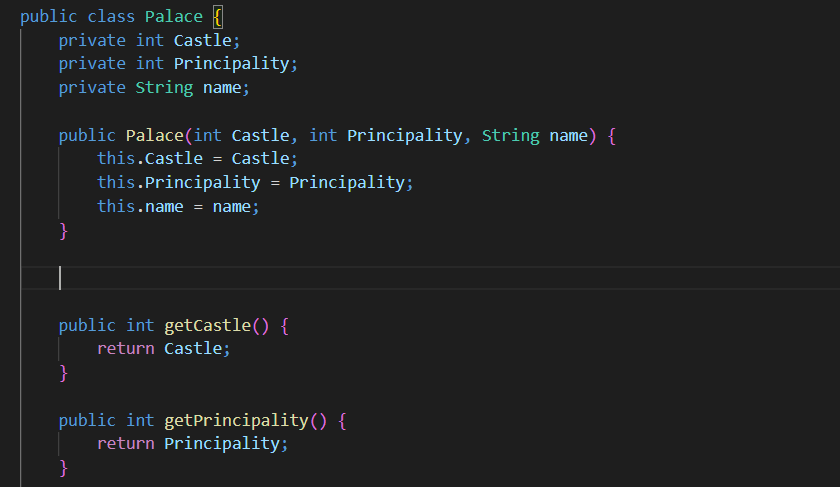 public class Palace {
    private int Castle;
    private int Principality;
    private String name;

    public Palace(int Castle, int Principality, String name) {
        this.Castle = Castle;
        this.Principality = Principality;
        this.name = name;
    }

    public int getCastle() {
        return Castle;
    }

    public int getPrincipality() {
        return Principality;
    }